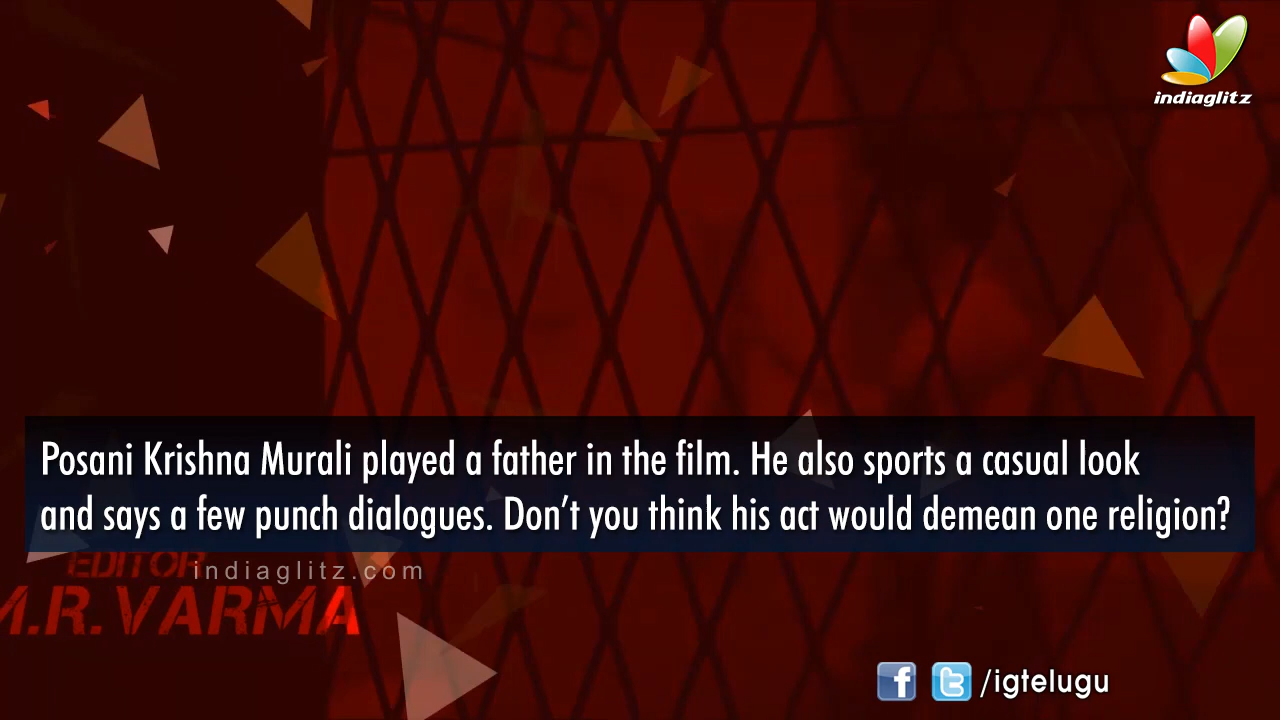 indiaglitz
Posani Krishna Murali played a father in the film. He also sports a casual look
and says a few punch dialogues. Don't you think his act would demean one religion?
EDITOR
indiaglitz.com
M.R.VARMA
/igtelugu